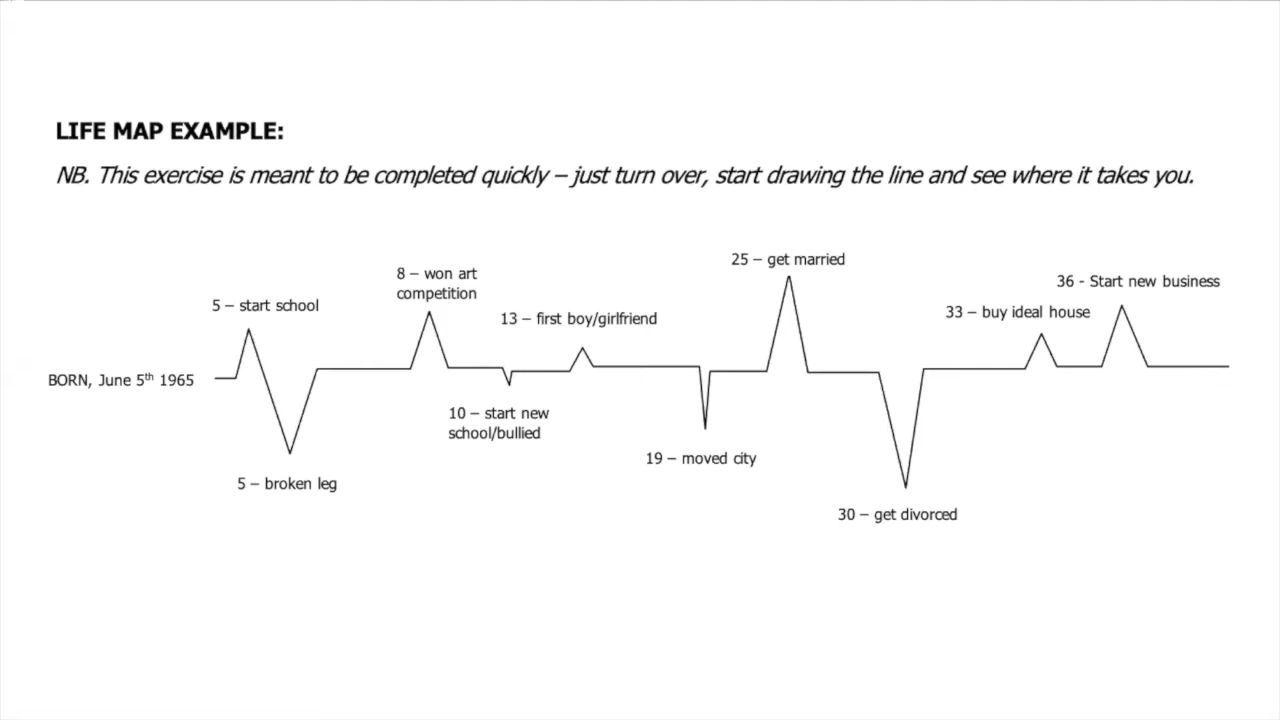 LIFE MAP EXAMPLE:
NB. This exercise is meant to be completed quickly – just turn over, start drawing the line and see where it takes you.
BORN, June 5th 1965
5 – start school
5 – broken leg
8 – won art
competition
10 – start new
school/bullied
13 – first boy/girlfriend
19 – moved city
25 – get married
30 – get divorced
33 – buy ideal house
36 - Start new business